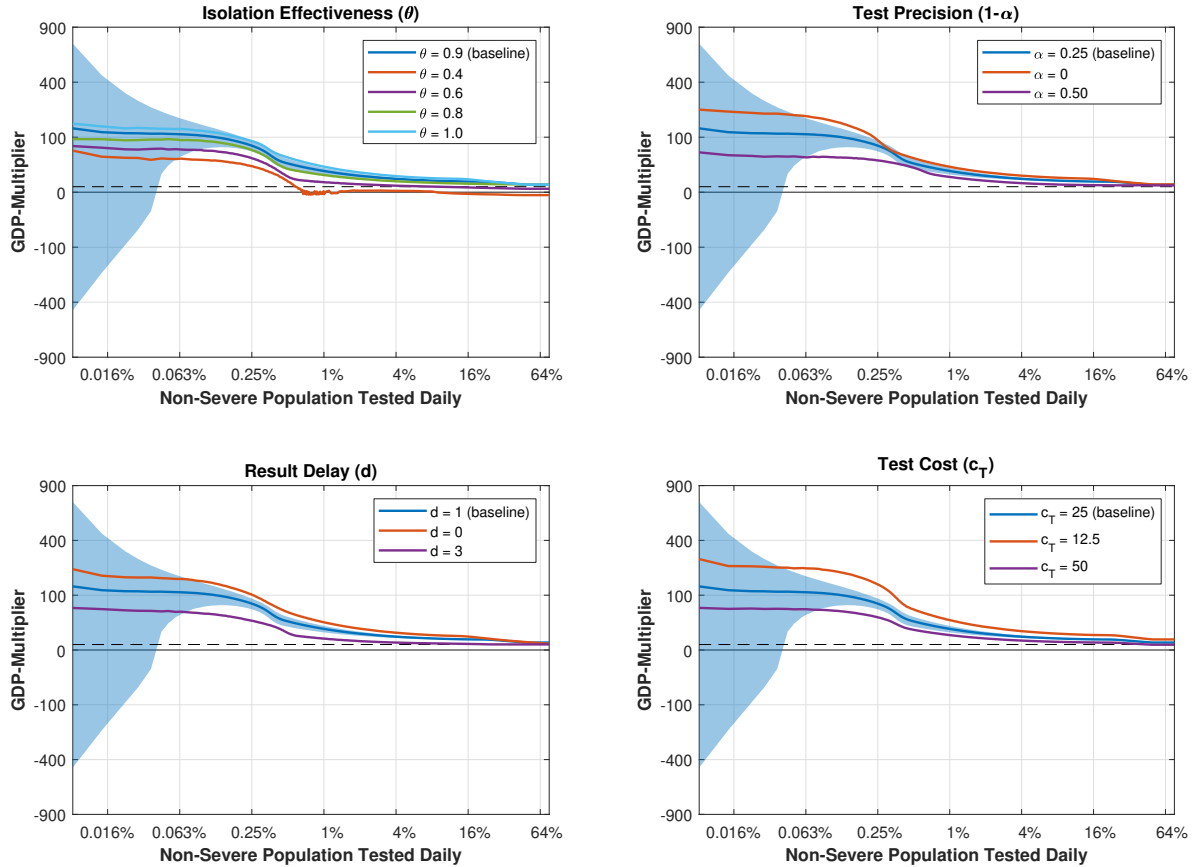 Isolation Effectiveness (θ)
900
400
100
0
-100
-400
-900
GDP-Multiplier
θ = 0.9 (baseline)
θ = 0.4
θ = 0.6
θ = 0.8
θ = 1.0
0.016% 0.063% 0.25% 1% 4% 16% 64%
Non-Severe Population Tested Daily
Test Precision (1-α)
900
400
100
0
-100
-400
-900
GDP-Multiplier
α = 0.25 (baseline)
α = 0
α = 0.50
0.016% 0.063% 0.25% 1% 4% 16% 64%
Non-Severe Population Tested Daily
Result Delay (d)
900
400
100
0
-100
-400
-900
GDP-Multiplier
d = 1 (baseline)
d = 0
d = 3
0.016% 0.063% 0.25% 1% 4% 16% 64%
Non-Severe Population Tested Daily
Test Cost (c_T)
900
400
100
0
-100
-400
-900
GDP-Multiplier
c_T = 25 (baseline)
c_T = 12.5
c_T = 50
0.016% 0.063% 0.25% 1% 4% 16% 64%
Non-Severe Population Tested Daily